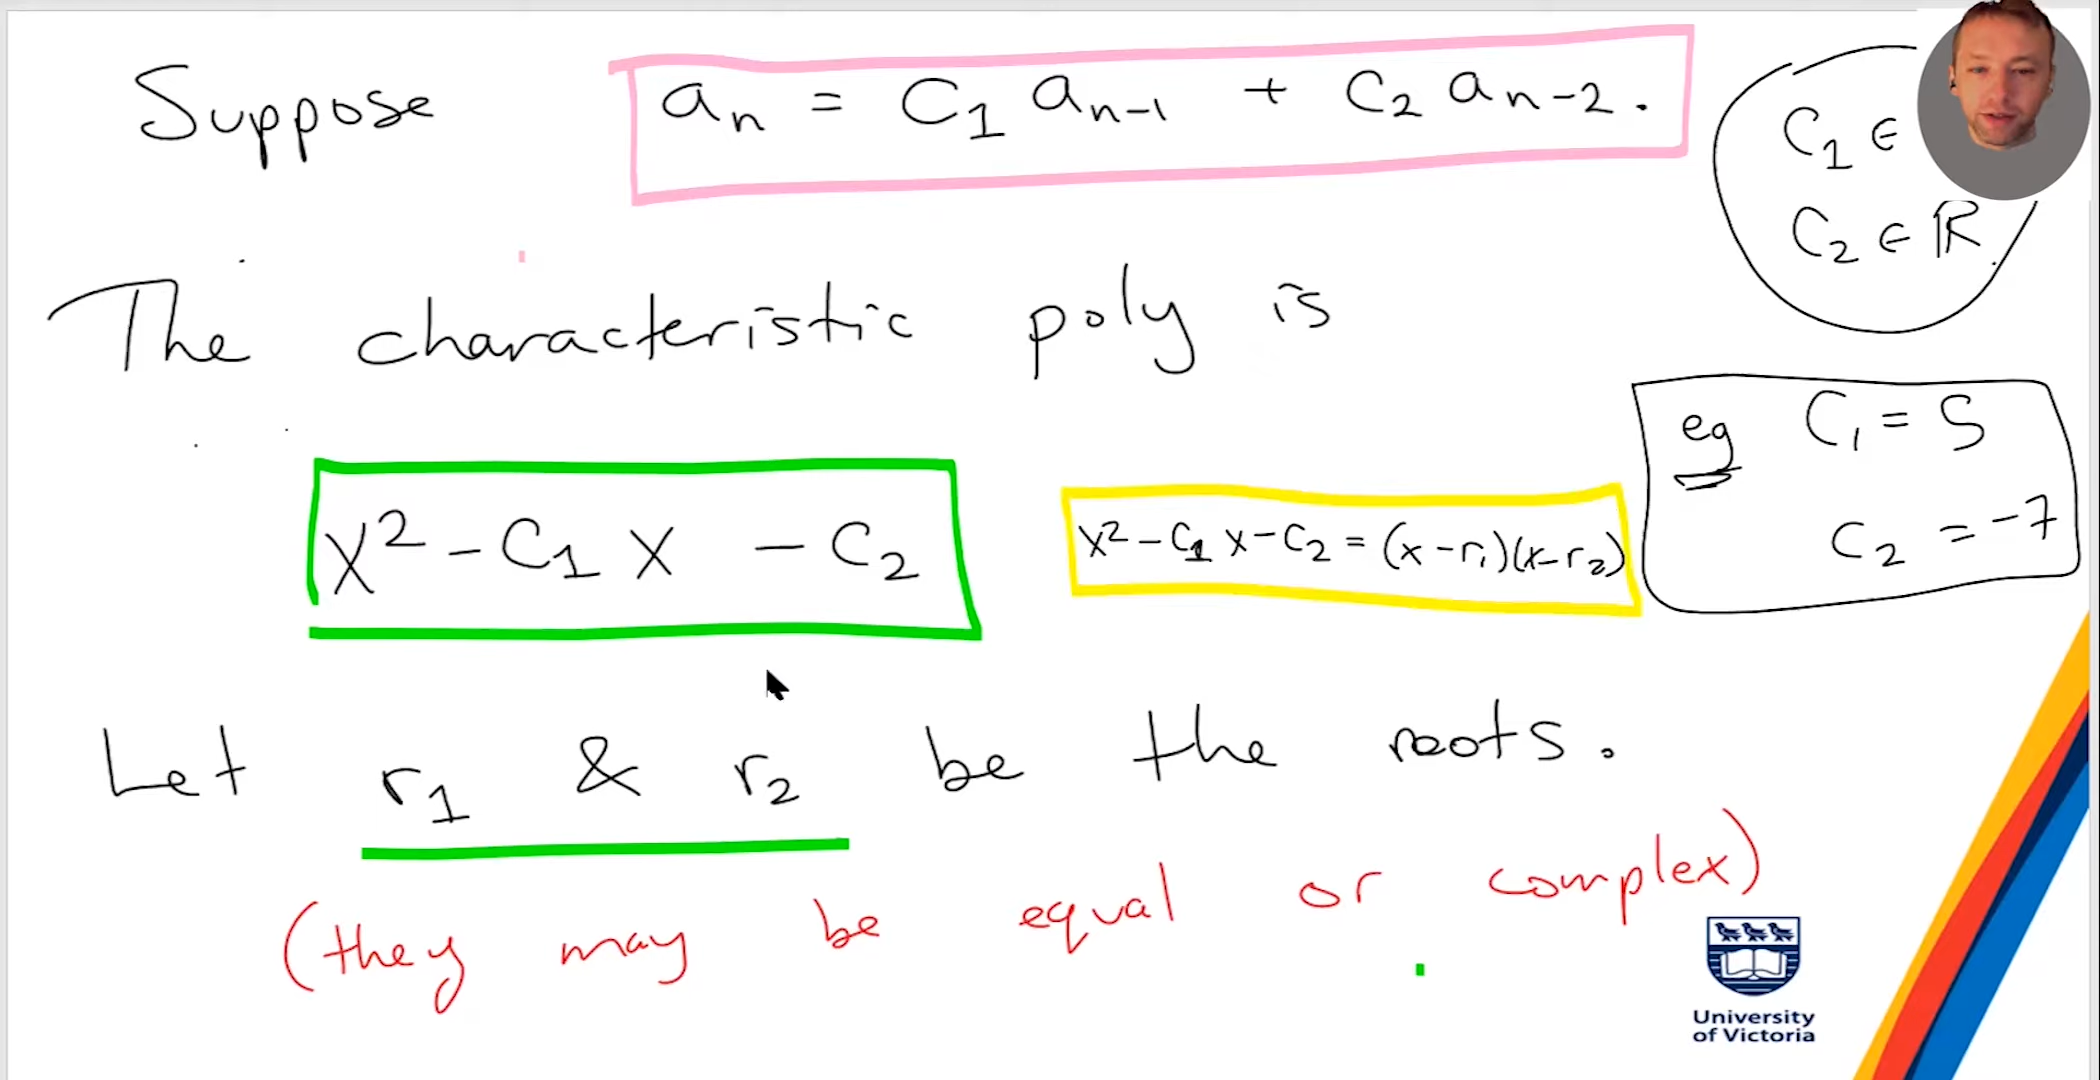 Suppose a_n = C_1 a_{n-1} + C_2 a_{n-2}.
C_1 ∈
C_2 ∈ ℝ
The characteristic poly is
eg C_1 = 5
C_2 = -7
x^2 - C_1 x - C_2
x^2 - C_1 x - C_2 = (x - r_1)(x - r_2)
Let r_1 & r_2 be the roots.
(they may be equal or complex)
University
of Victoria